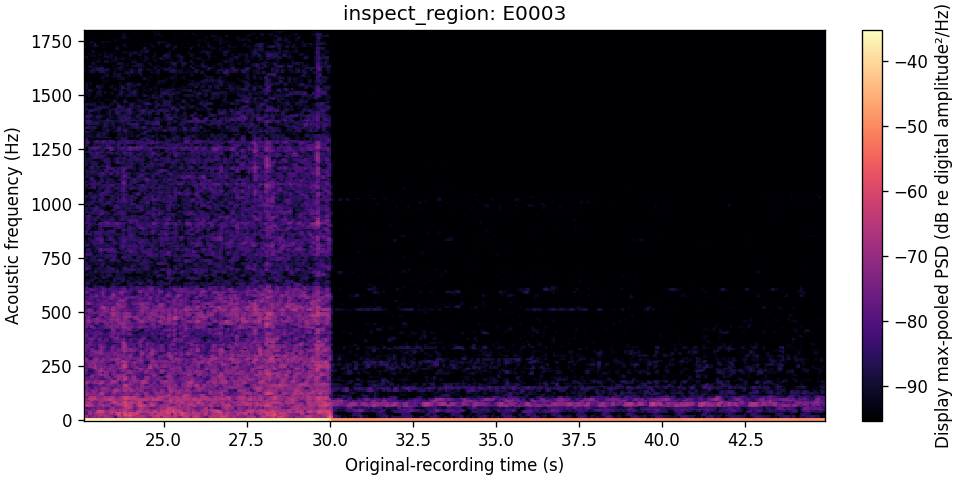 inspect_region: E0003
Acoustic frequency (Hz)
1750
1500
1250
1000
750
500
250
0
25.0 27.5 30.0 32.5 35.0 37.5 40.0 42.5
Original-recording time (s)
−40
−50
−60
−70
−80
−90
Display max-pooled PSD (dB re digital amplitude²/Hz)